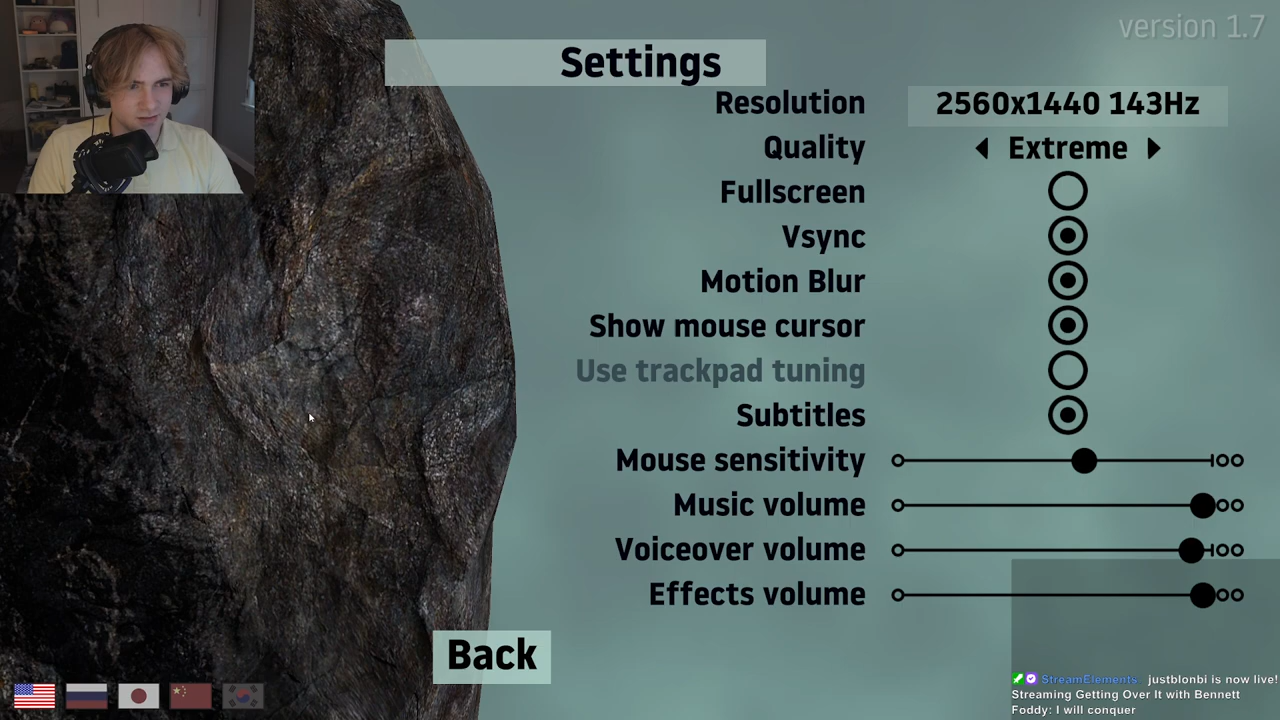 version 1.7
Settings
Resolution 2560x1440 143Hz
Quality Extreme
Fullscreen
Vsync
Motion Blur
Show mouse cursor
Use trackpad tuning
Subtitles
Mouse sensitivity
Music volume
Voiceover volume
Effects volume
Back
StreamElements: justblonbi is now live!
Streaming Getting Over It with Bennett
Foddy: I will conquer